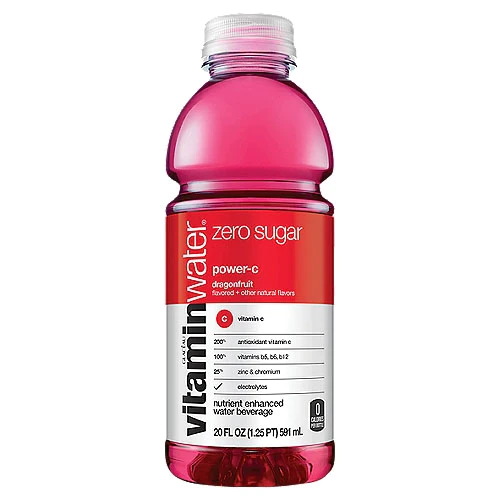 glacéau
vitaminwater®
zero sugar
power-c
dragonfruit
flavored + other natural flavors
C vitamin c
200% antioxidant vitamin c
100% vitamins b5, b6, b12
25% zinc & chromium
✓ electrolytes
nutrient enhanced
water beverage
0
CALORIES
PER BOTTLE
20 FL OZ (1.25 PT) 591 mL